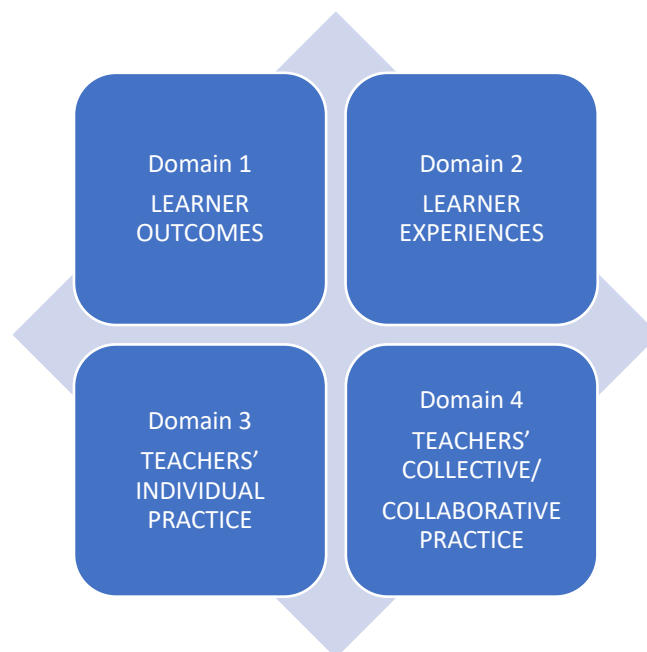 Domain 1
LEARNER
OUTCOMES
Domain 2
LEARNER
EXPERIENCES
Domain 3
TEACHERS’
INDIVIDUAL
PRACTICE
Domain 4
TEACHERS’
COLLECTIVE/
COLLABORATIVE
PRACTICE